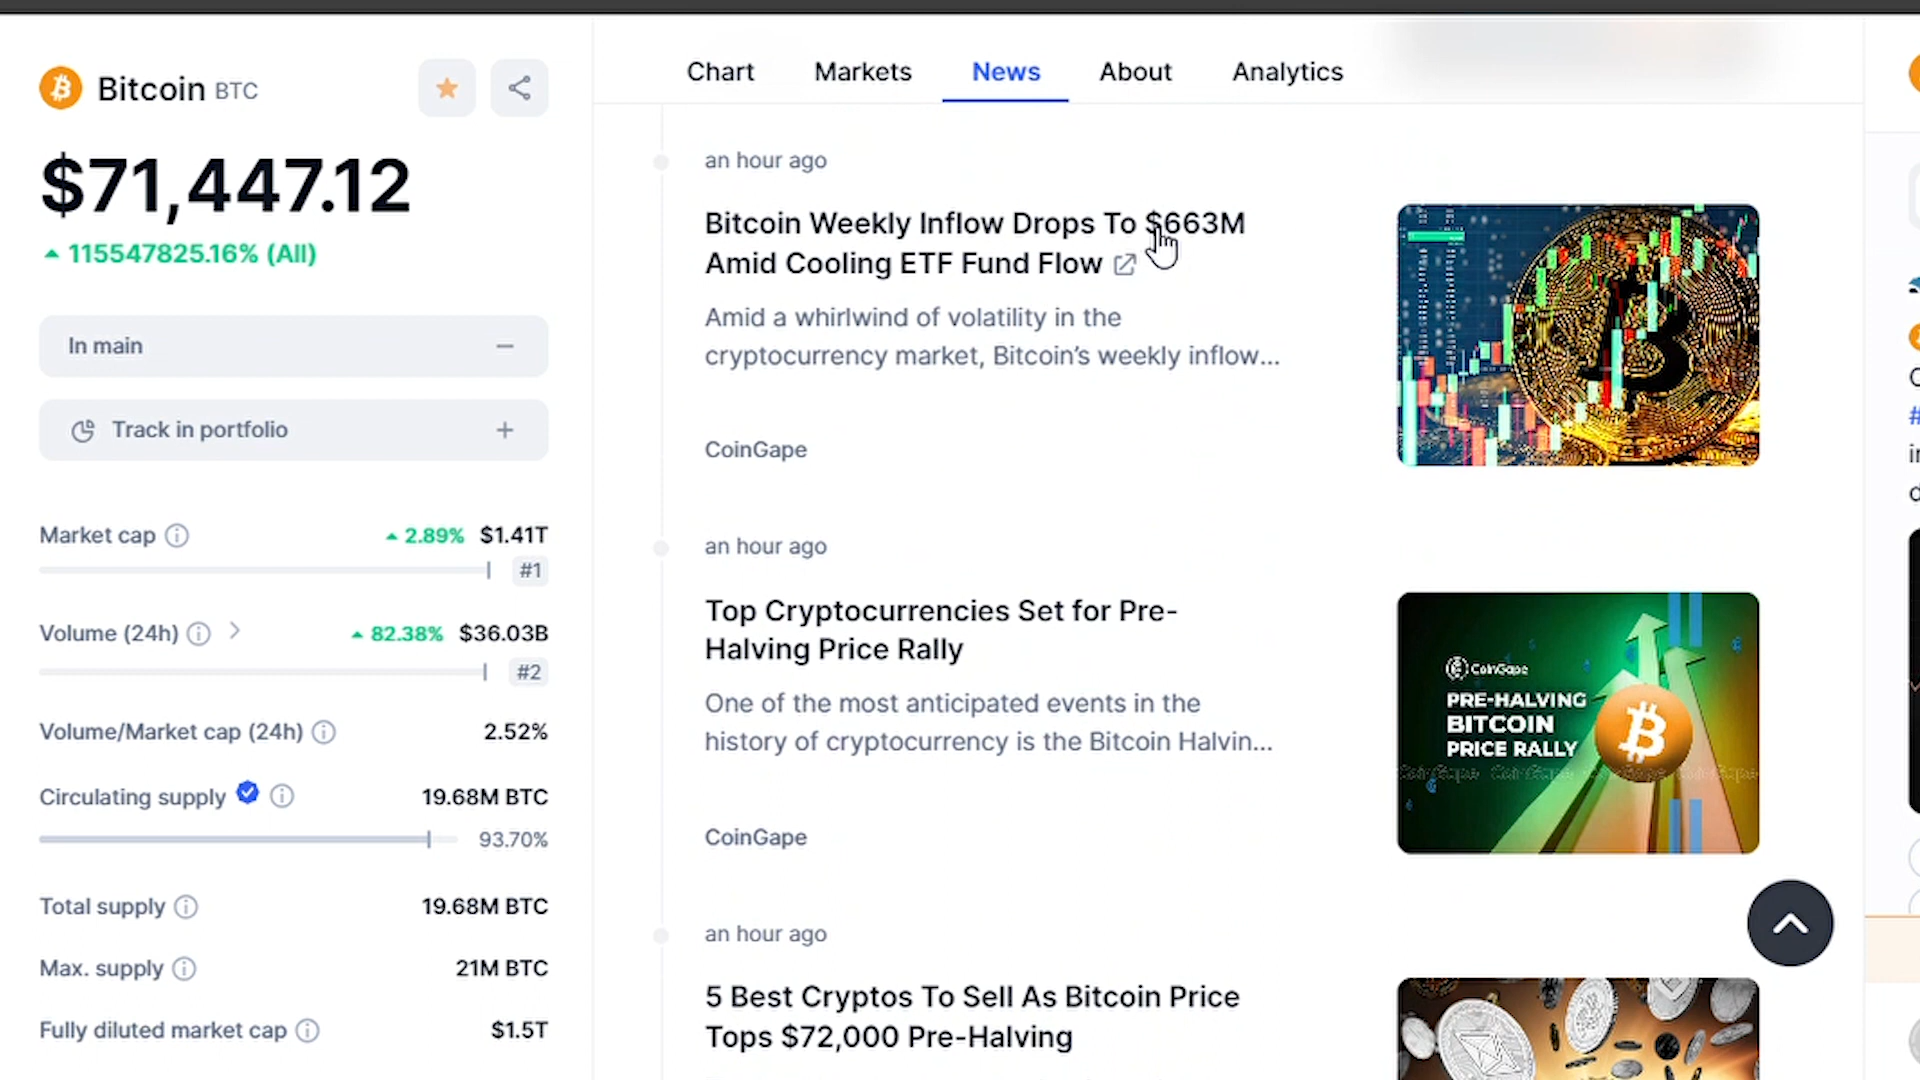 Bitcoin BTC
$71,447.12
115547825.16% (All)
In main
Track in portfolio
Market cap 2.89% $1.41T
#1
Volume (24h) 82.38% $36.03B
#2
Volume/Market cap (24h) 2.52%
Circulating supply 19.68M BTC
93.70%
Total supply 19.68M BTC
Max. supply 21M BTC
Fully diluted market cap $1.5T
Chart Markets News About Analytics
an hour ago
Bitcoin Weekly Inflow Drops To $663M
Amid Cooling ETF Fund Flow
Amid a whirlwind of volatility in the
cryptocurrency market, Bitcoin’s weekly inflow...
CoinGape
an hour ago
Top Cryptocurrencies Set for Pre-
Halving Price Rally
One of the most anticipated events in the
history of cryptocurrency is the Bitcoin Halvin...
CoinGape
CoinGape
PRE-HALVING
BITCOIN
PRICE RALLY
an hour ago
5 Best Cryptos To Sell As Bitcoin Price
Tops $72,000 Pre-Halving